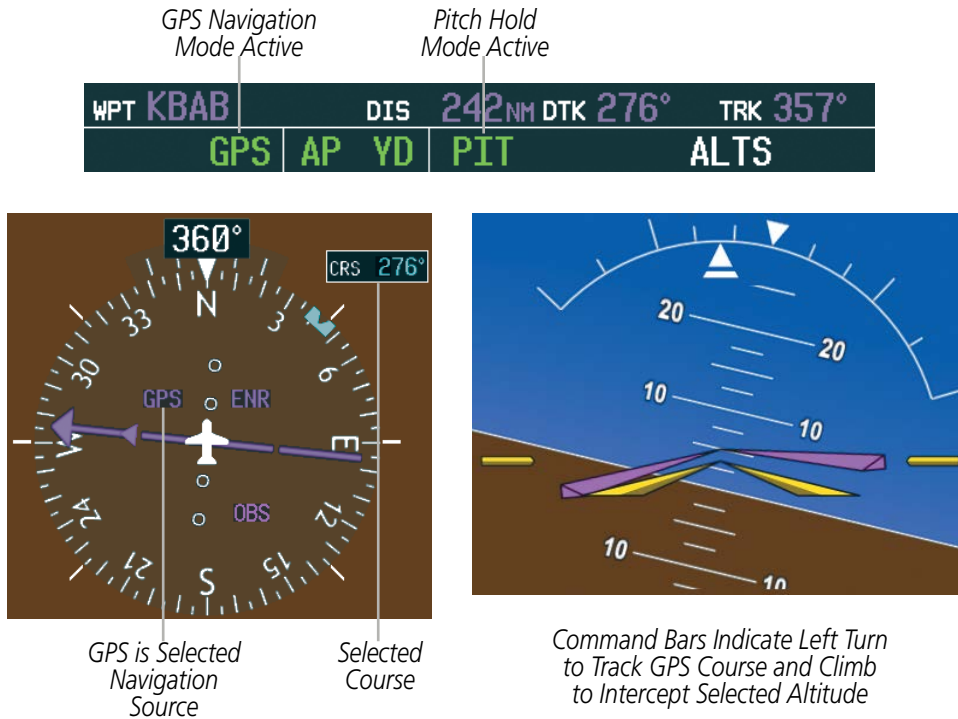 GPS Navigation
Mode Active
Pitch Hold
Mode Active
WPT KBAB DIS 242NM DTK 276° TRK 357°
GPS AP YD PIT ALTS
360°
CRS 276°
N
33
3
30
6
GPS ENR
W
E
OBS
24
12
21
15
S
20
20
10
10
10
10
GPS is Selected
Navigation
Source
Selected
Course
Command Bars Indicate Left Turn
to Track GPS Course and Climb
to Intercept Selected Altitude